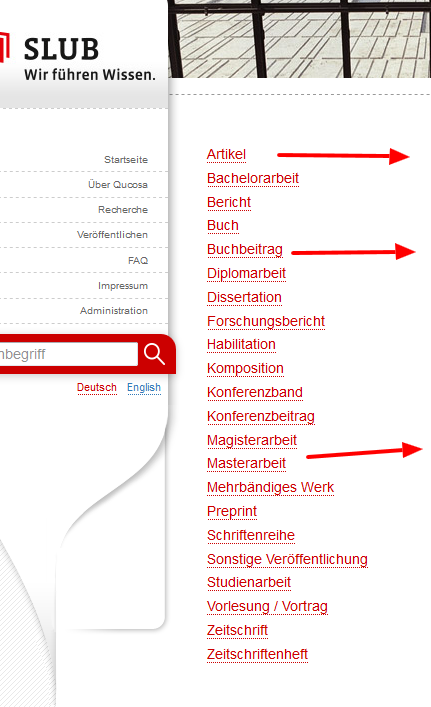 SLUB
Wir führen Wissen.
Startseite
Über Qucosa
Recherche
Veröffentlichen
FAQ
Impressum
Administration
Deutsch English
Artikel
Bachelorarbeit
Bericht
Buch
Buchbeitrag
Diplomarbeit
Dissertation
Forschungsbericht
Habilitation
Komposition
Konferenzband
Konferenzbeitrag
Magisterarbeit
Masterarbeit
Mehrbändiges Werk
Preprint
Schriftenreihe
Sonstige Veröffentlichung
Studienarbeit
Vorlesung / Vortrag
Zeitschrift
Zeitschriftenheft